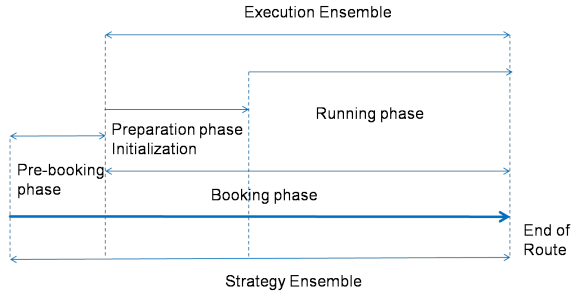 Execution Ensemble
Running phase
Preparation phase
Initialization
Pre-booking
phase
Booking phase
End of
Route
Strategy Ensemble